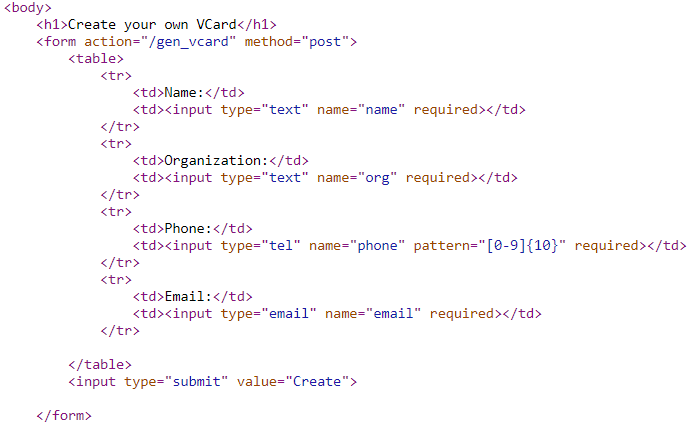 <body>
    <h1>Create your own VCard</h1>
    <form action="/gen_vcard" method="post">
        <table>
            <tr>
                <td>Name:</td>
                <td><input type="text" name="name" required></td>
            </tr>
            <tr>
                <td>Organization:</td>
                <td><input type="text" name="org" required></td>
            </tr>
            <tr>
                <td>Phone:</td>
                <td><input type="tel" name="phone" pattern="[0-9]{10}" required></td>
            </tr>
            <tr>
                <td>Email:</td>
                <td><input type="email" name="email" required></td>
            </tr>

        </table>
        <input type="submit" value="Create">

    </form>